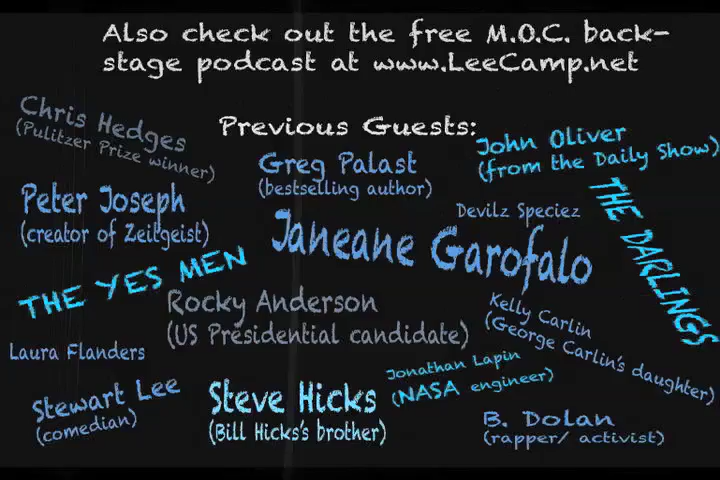 Also check out the free M.O.C. back-
stage podcast at www.LeeCamp.net
Previous Guests:
Chris Hedges
(Pulitzer Prize winner)
Greg Palast
(bestselling author)
John Oliver
(from the Daily Show)
Peter Joseph
(creator of Zeitgeist)
Devilz Speciez
Janeane Garofalo
THE DARLINGS
THE YES MEN
Rocky Anderson
(US Presidential candidate)
Kelly Carlin
(George Carlin's daughter)
Laura Flanders
Jonathan Lapin
(NASA engineer)
Stewart Lee
(comedian)
Steve Hicks
(Bill Hicks's brother)
B. Dolan
(rapper/ activist)